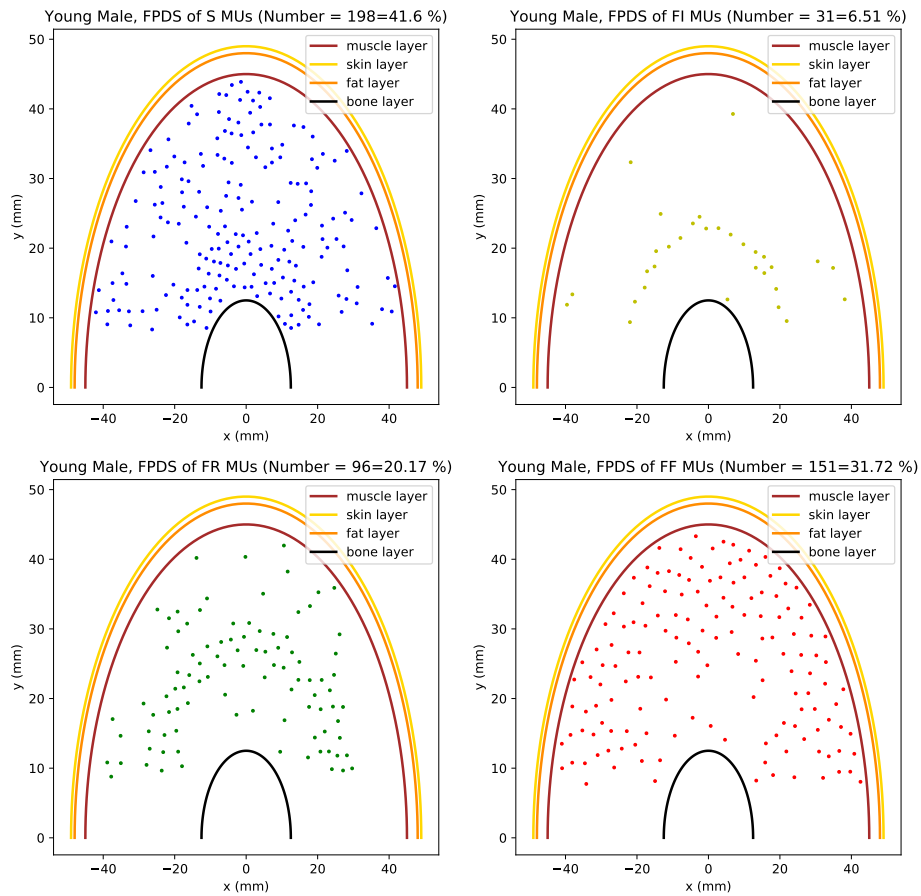 Young Male, FPDS of S MUs (Number = 198=41.6 %)
muscle layer
skin layer
fat layer
bone layer
50
40
30
20
10
0
y (mm)
−40 −20 0 20 40
x (mm)
Young Male, FPDS of FI MUs (Number = 31=6.51 %)
muscle layer
skin layer
fat layer
bone layer
50
40
30
20
10
0
y (mm)
−40 −20 0 20 40
x (mm)
Young Male, FPDS of FR MUs (Number = 96=20.17 %)
muscle layer
skin layer
fat layer
bone layer
50
40
30
20
10
0
y (mm)
−40 −20 0 20 40
x (mm)
Young Male, FPDS of FF MUs (Number = 151=31.72 %)
muscle layer
skin layer
fat layer
bone layer
50
40
30
20
10
0
y (mm)
−40 −20 0 20 40
x (mm)